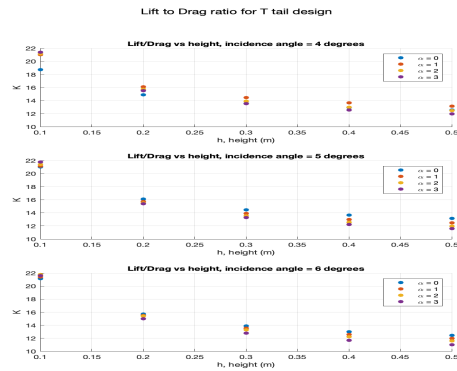 Lift to Drag ratio for T tail design
Lift/Drag vs height, incidence angle = 4 degrees
22
20
18
16
14
12
10
K
0.1 0.15 0.2 0.25 0.3 0.35 0.4 0.45 0.5
h, height (m)
α = 0
α = 1
α = 2
α = 3
Lift/Drag vs height, incidence angle = 5 degrees
22
20
18
16
14
12
10
K
0.1 0.15 0.2 0.25 0.3 0.35 0.4 0.45 0.5
h, height (m)
α = 0
α = 1
α = 2
α = 3
Lift/Drag vs height, incidence angle = 6 degrees
22
20
18
16
14
12
10
K
0.1 0.15 0.2 0.25 0.3 0.35 0.4 0.45 0.5
h, height (m)
α = 0
α = 1
α = 2
α = 3